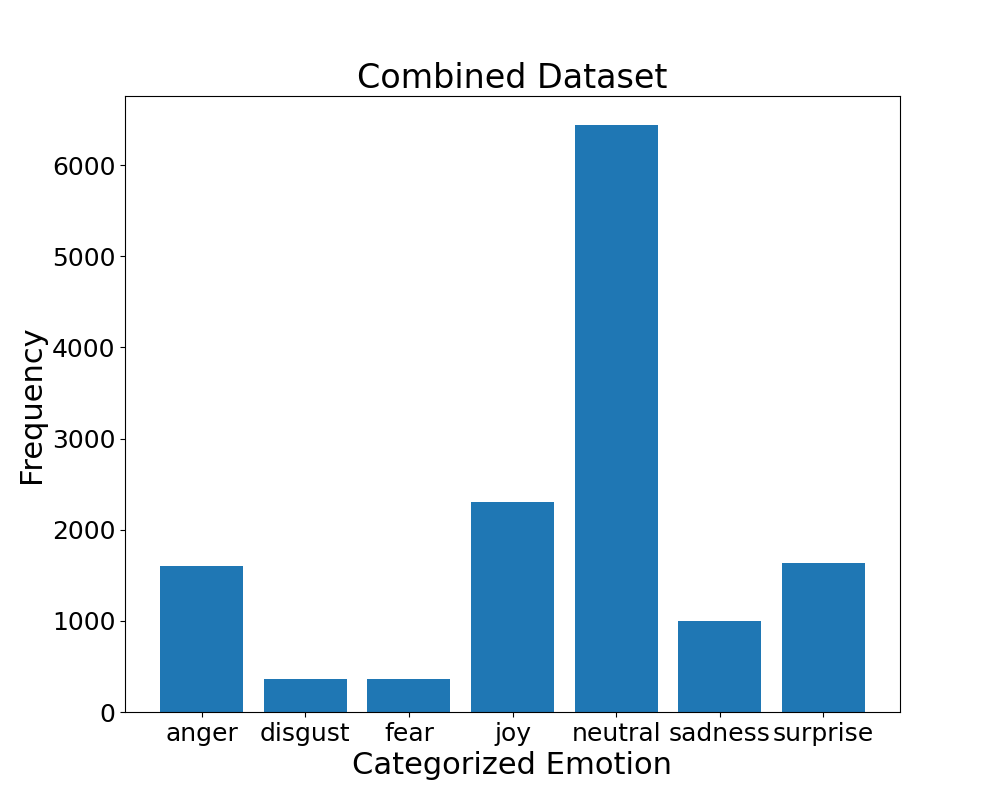 Combined Dataset
Frequency
6000
5000
4000
3000
2000
1000
0
anger disgust fear joy neutral sadness surprise
Categorized Emotion